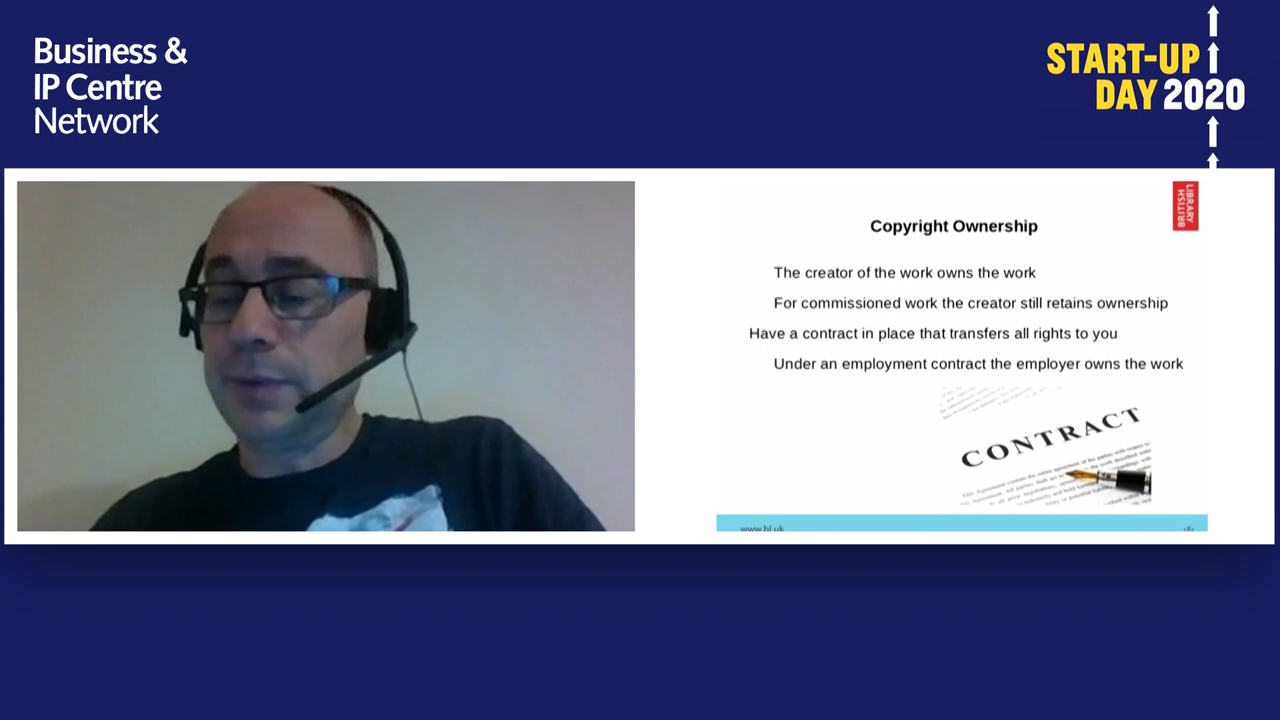 Business &
IP Centre
Network
START-UP
DAY 2020
BRITISH
LIBRARY
Copyright Ownership
The creator of the work owns the work
For commissioned work the creator still retains ownership
Have a contract in place that transfers all rights to you
Under an employment contract the employer owns the work
CONTRACT
www.bl.uk